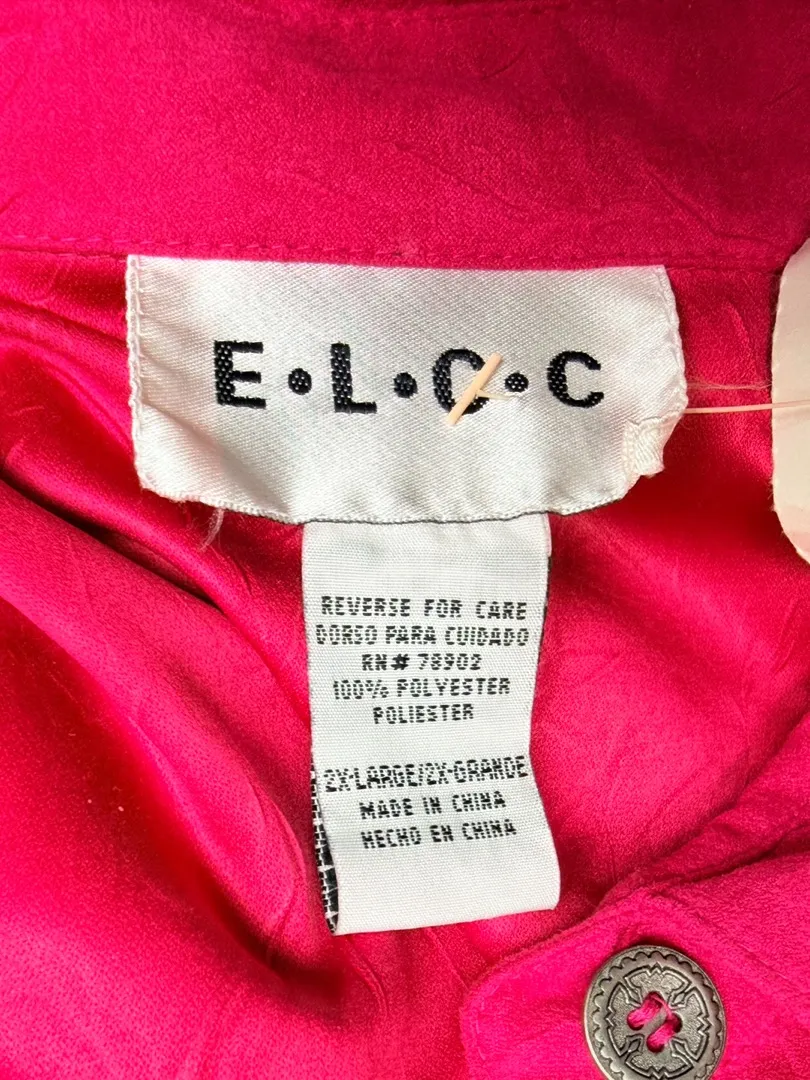 E•L•C•C
REVERSE FOR CARE
DORSO PARA CUIDADO
RN# 78902
100% POLYESTER
POLIESTER
2X-LARGE/2X-GRANDE
MADE IN CHINA
HECHO EN CHINA